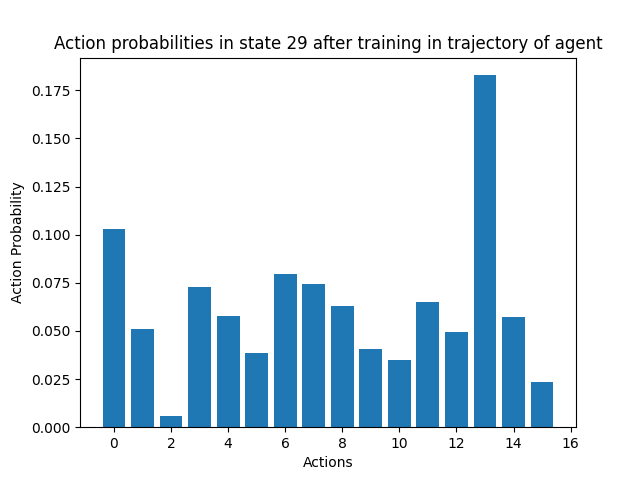 Action probabilities in state 29 after training in trajectory of agent
0.175
0.150
0.125
0.100
0.075
0.050
0.025
0.000
Action Probability
0 2 4 6 8 10 12 14 16
Actions